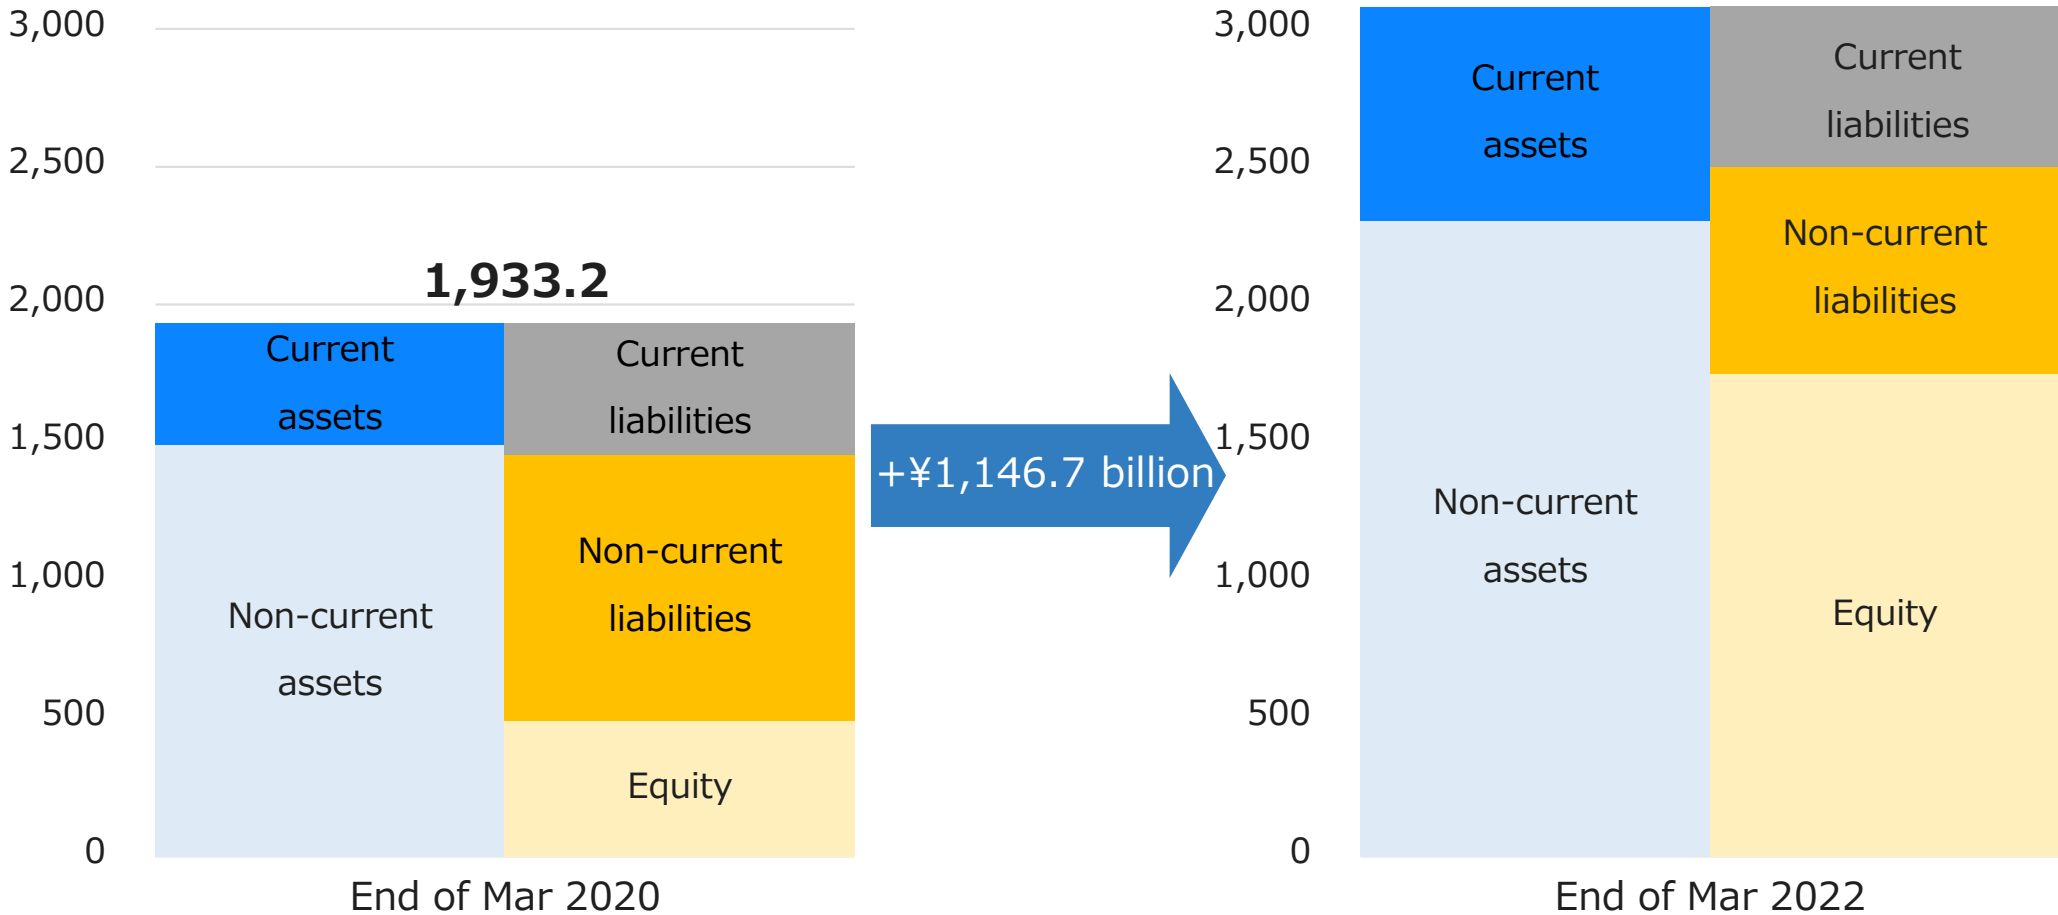 3,000
2,500
2,000
1,500
1,000
500
0
1,933.2
Current
assets
Current
liabilities
Non-current
assets
Non-current
liabilities
Equity
End of Mar 2020
+¥1,146.7 billion
3,000
2,500
2,000
1,500
1,000
500
0
Current
assets
Current
liabilities
Non-current
assets
Non-current
liabilities
Equity
End of Mar 2022